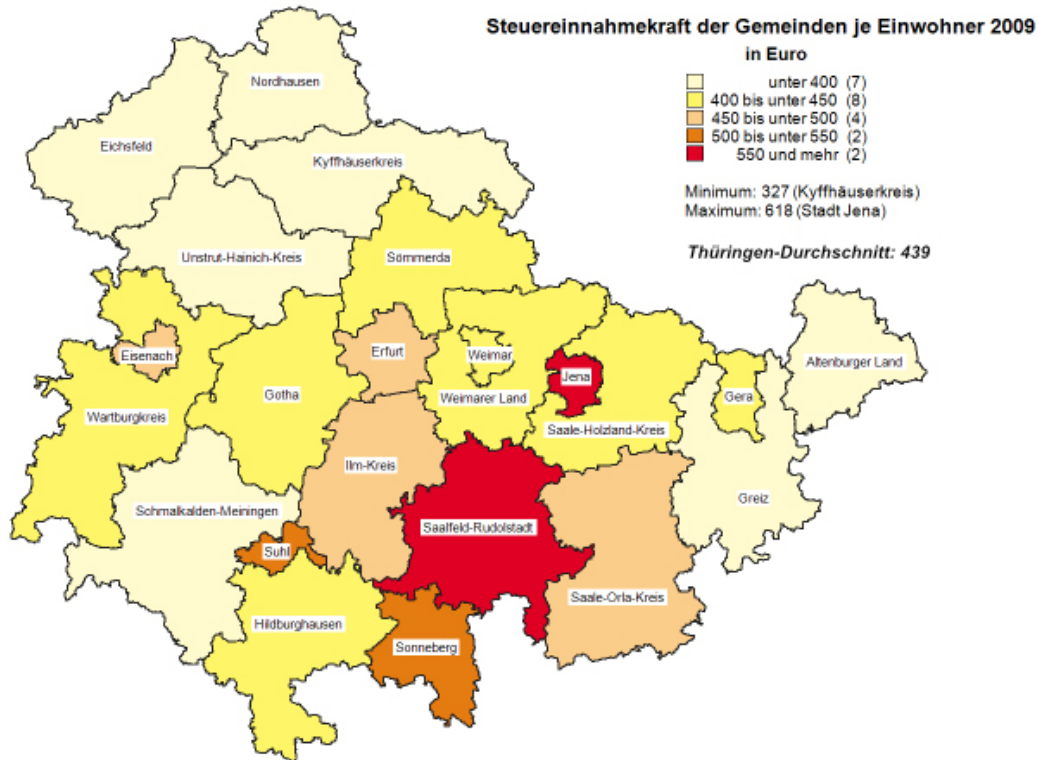 Steuereinnahmekraft der Gemeinden je Einwohner 2009
in Euro
unter 400 (7)
400 bis unter 450 (8)
450 bis unter 500 (4)
500 bis unter 550 (2)
550 und mehr (2)
Minimum: 327 (Kyffhäuserkreis)
Maximum: 618 (Stadt Jena)
Thüringen-Durchschnitt: 439
Nordhausen
Eichsfeld
Kyffhäuserkreis
Unstrut-Hainich-Kreis
Sömmerda
Eisenach
Erfurt
Weimar
Jena
Altenburger Land
Wartburgkreis
Gotha
Weimarer Land
Gera
Saale-Holzland-Kreis
Ilm-Kreis
Greiz
Schmalkalden-Meiningen
Saalfeld-Rudolstadt
Suhl
Saale-Orla-Kreis
Hildburghausen
Sonneberg